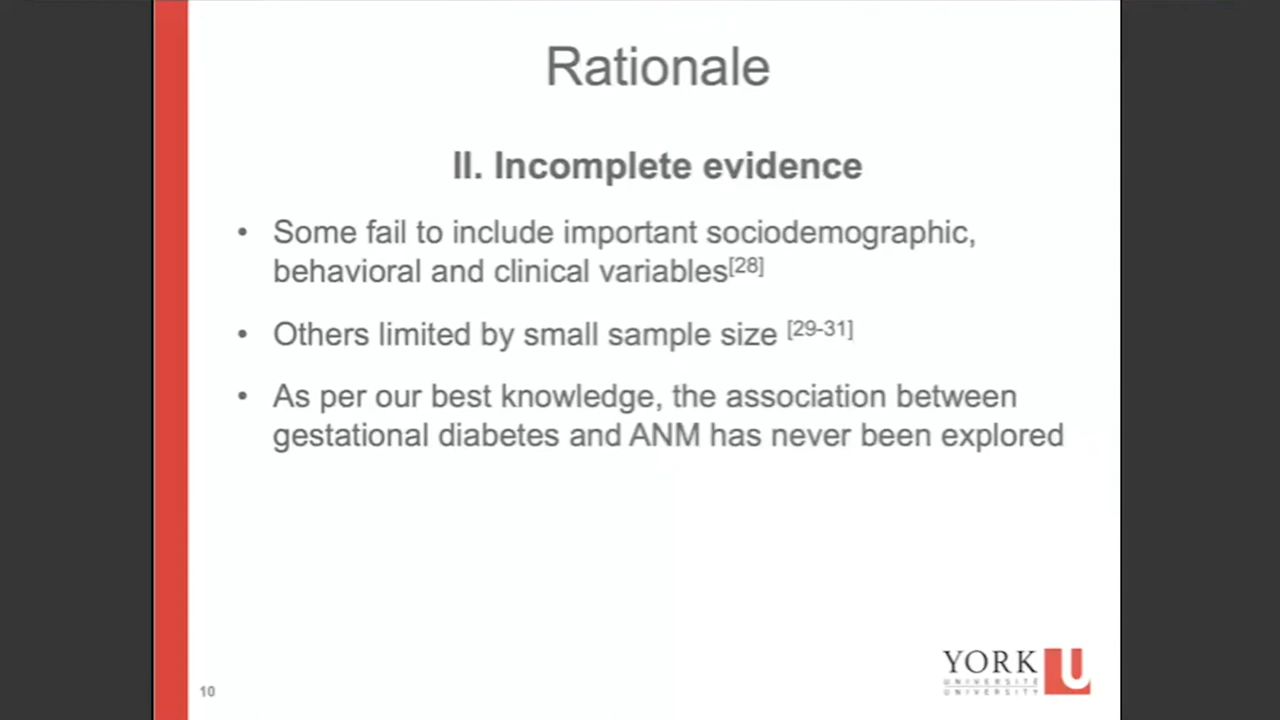 Rationale
II. Incomplete evidence
• Some fail to include important sociodemographic,
behavioral and clinical variables[28]
• Others limited by small sample size [29-31]
• As per our best knowledge, the association between
gestational diabetes and ANM has never been explored
10
YORK U
UNIVERSITÉ
UNIVERSITY